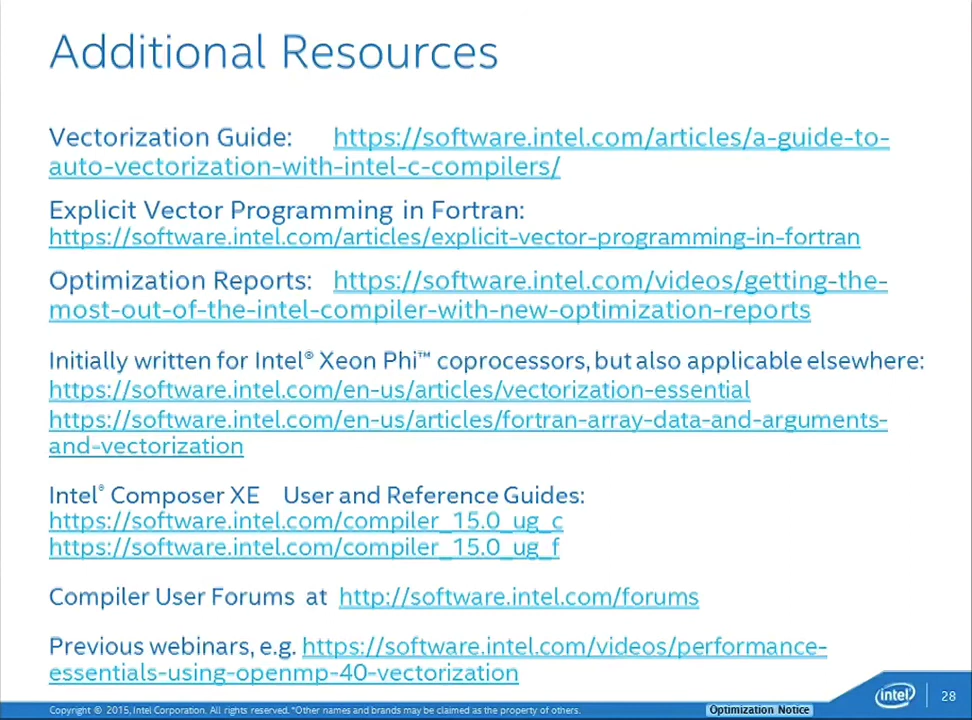 Additional Resources
Vectorization Guide: https://software.intel.com/articles/a-guide-to-
auto-vectorization-with-intel-c-compilers/
Explicit Vector Programming in Fortran:
https://software.intel.com/articles/explicit-vector-programming-in-fortran
Optimization Reports: https://software.intel.com/videos/getting-the-
most-out-of-the-intel-compiler-with-new-optimization-reports
Initially written for Intel® Xeon Phi™ coprocessors, but also applicable elsewhere:
https://software.intel.com/en-us/articles/vectorization-essential
https://software.intel.com/en-us/articles/fortran-array-data-and-arguments-
and-vectorization
Intel® Composer XE User and Reference Guides:
https://software.intel.com/compiler_15.0_ug_c
https://software.intel.com/compiler_15.0_ug_f
Compiler User Forums at http://software.intel.com/forums
Previous webinars, e.g. https://software.intel.com/videos/performance-
essentials-using-openmp-40-vectorization
Copyright © 2015, Intel Corporation. All rights reserved. *Other names and brands may be claimed as the property of others.
Optimization Notice
intel
28